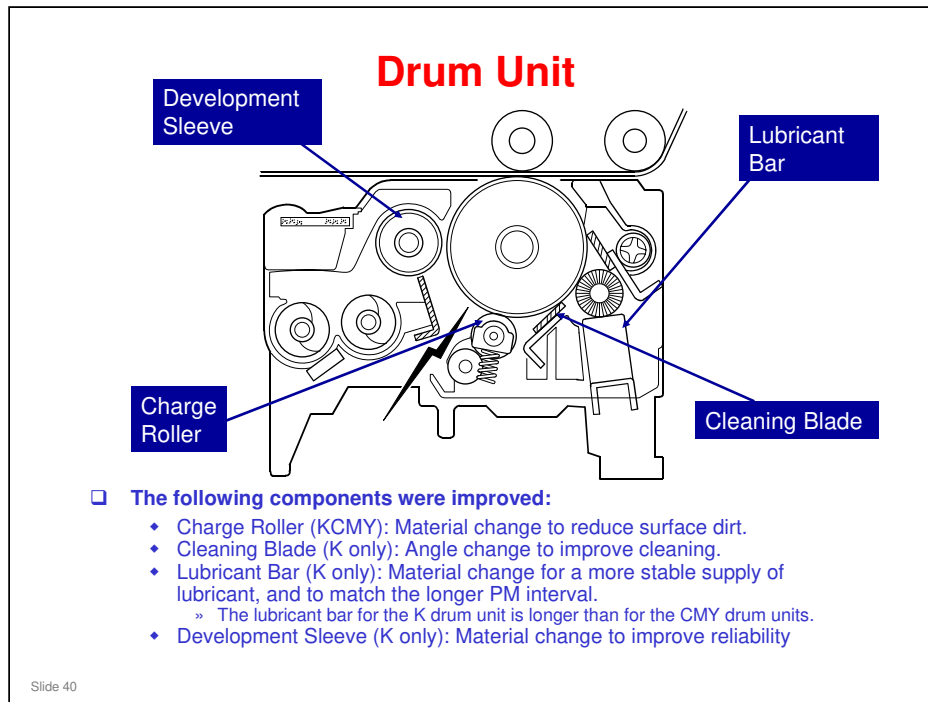 Drum Unit
Development
Sleeve
Lubricant
Bar
Charge
Roller
Cleaning Blade
❑ The following components were improved:
◆ Charge Roller (KCMY): Material change to reduce surface dirt.
◆ Cleaning Blade (K only): Angle change to improve cleaning.
◆ Lubricant Bar (K only): Material change for a more stable supply of
lubricant, and to match the longer PM interval.
» The lubricant bar for the K drum unit is longer than for the CMY drum units.
◆ Development Sleeve (K only): Material change to improve reliability
Slide 40